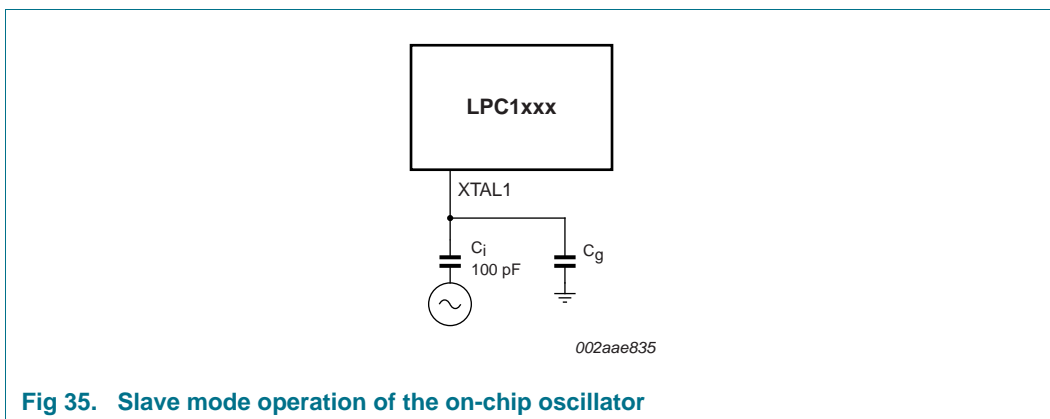 LPC1xxx
XTAL1
Ci
100 pF
Cg
002aae835
Fig 35. Slave mode operation of the on-chip oscillator